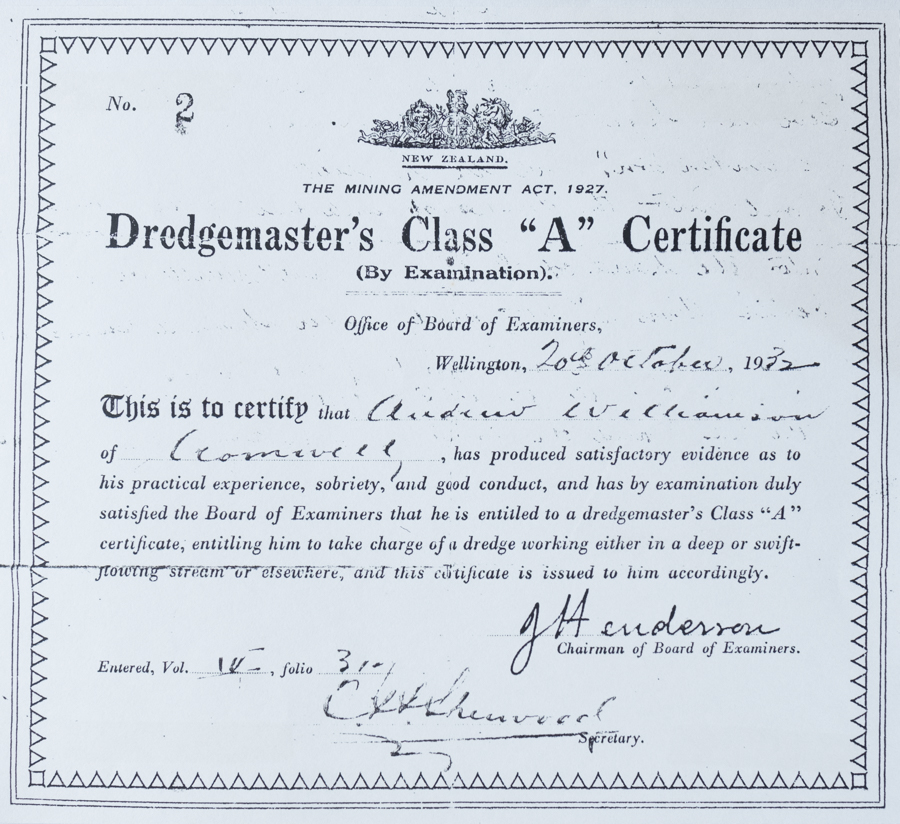 No. 2
NEW ZEALAND.
THE MINING AMENDMENT ACT, 1927.
Dredgemaster's Class "A" Certificate
(By Examination).
Office of Board of Examiners,
Wellington, 20th October, 1932
This is to certify that Andrew Williamson
of Cromwell, has produced satisfactory evidence as to
his practical experience, sobriety, and good conduct, and has by examination duly
satisfied the Board of Examiners that he is entitled to a dredgemaster's Class "A"
certificate, entitling him to take charge of a dredge working either in a deep or swift-
flowing stream or elsewhere, and this certificate is issued to him accordingly.
J Henderson
Chairman of Board of Examiners.
Entered, Vol. IV, folio 31
Sherwood
Secretary.